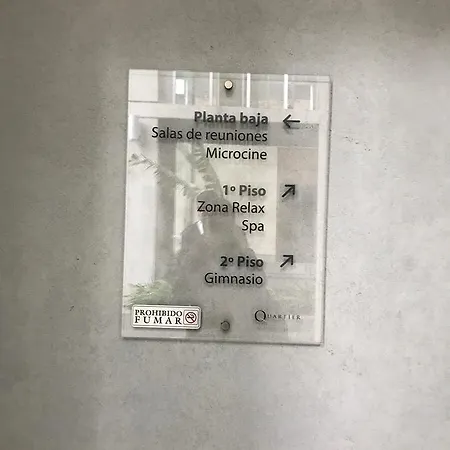 Planta baja ←
Salas de reuniones
Microcine
1º Piso ↗
Zona Relax
Spa
2º Piso ↗
Gimnasio
PROHIBIDO
FUMAR
QUARTIER